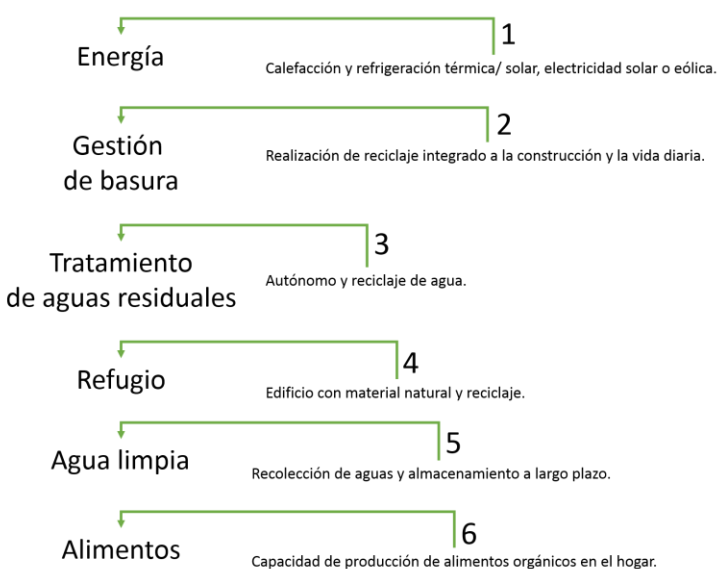 1
Energía
Calefacción y refrigeración térmica/ solar, electricidad solar o eólica.
2
Gestión
de basura
Realización de reciclaje integrado a la construcción y la vida diaria.
3
Tratamiento
de aguas residuales
Autónomo y reciclaje de agua.
4
Refugio
Edificio con material natural y reciclaje.
5
Agua limpia
Recolección de aguas y almacenamiento a largo plazo.
6
Alimentos
Capacidad de producción de alimentos orgánicos en el hogar.